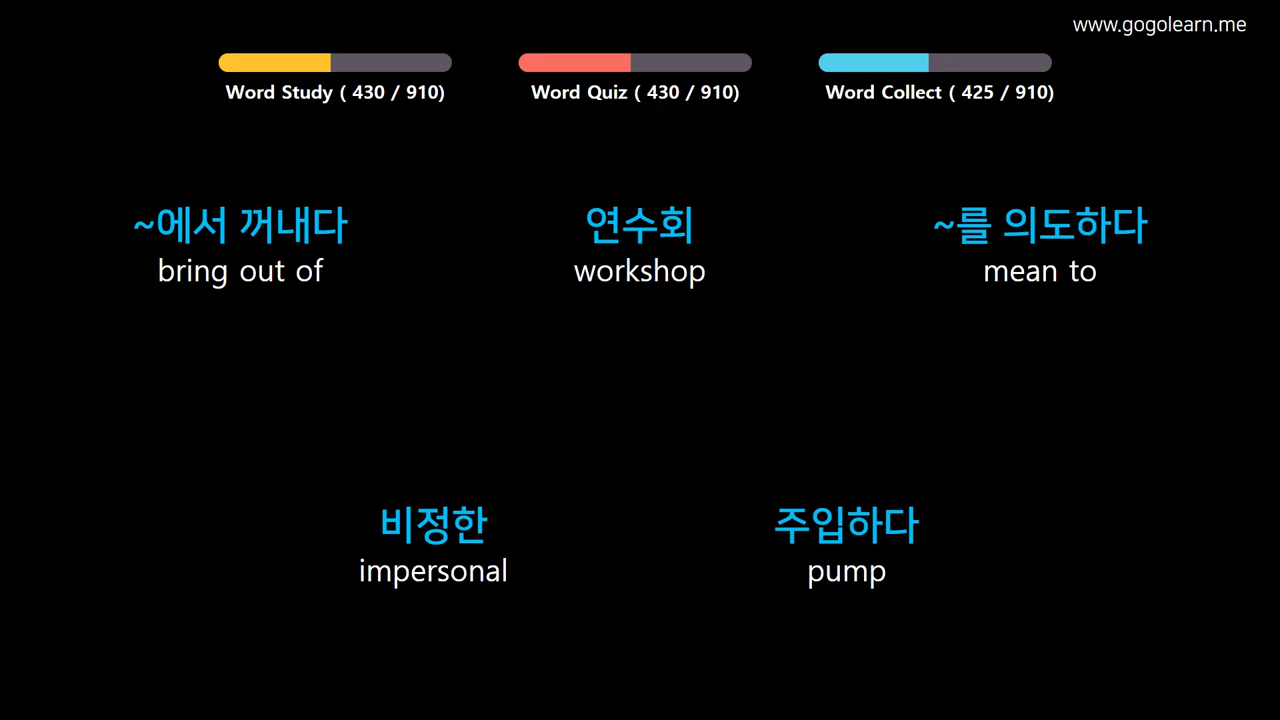 www.gogolearn.me
Word Study ( 430 / 910)
Word Quiz ( 430 / 910)
Word Collect ( 425 / 910)
~에서 꺼내다
bring out of
연수회
workshop
~를 의도하다
mean to
비정한
impersonal
주입하다
pump